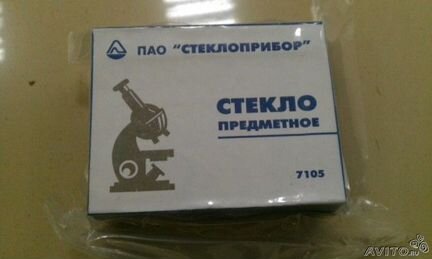 ПАО "СТЕКЛОПРИБОР"
СТЕКЛО
ПРЕДМЕТНОЕ
7105
AVITO.ru